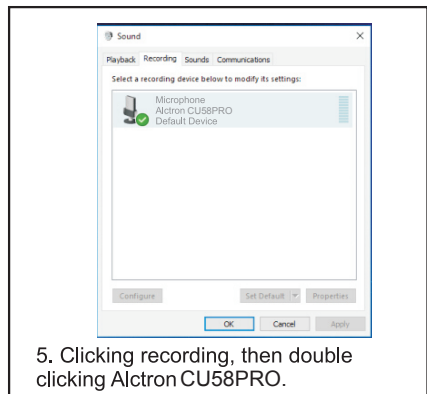 Sound
Playback Recording Sounds Communications
Select a recording device below to modify its settings:
Microphone
Alctron CU58PRO
Default Device
Configure Set Default Properties
OK Cancel Apply
5. Clicking recording, then double
clicking Alctron CU58PRO.